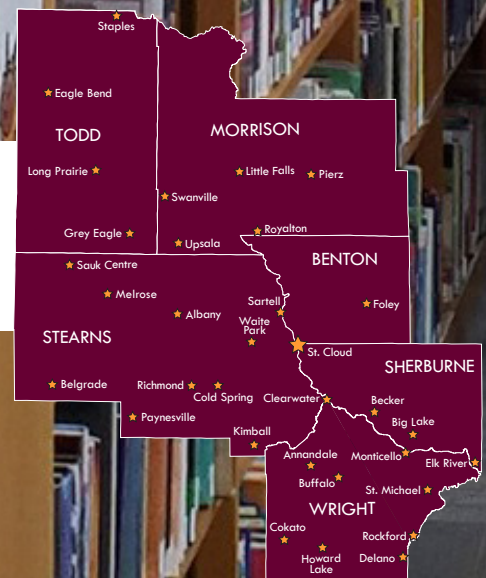 Staples
Eagle Bend
TODD
MORRISON
Long Prairie
Little Falls
Pierz
Swanville
Grey Eagle
Royalton
Upsala
BENTON
Sauk Centre
Melrose
Sartell
Foley
Albany
Waite
Park
STEARNS
St. Cloud
SHERBURNE
Belgrade
Richmond
Cold Spring
Clearwater
Becker
Paynesville
Big Lake
Kimball
Annandale
Monticello
Elk River
Buffalo
St. Michael
WRIGHT
Cokato
Rockford
Howard
Lake
Delano